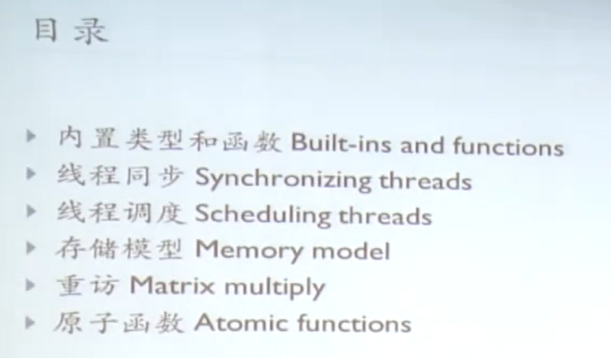 目录
内置类型和函数 Built-ins and functions
线程同步 Synchronizing threads
线程调度 Scheduling threads
存储模型 Memory model
重访 Matrix multiply
原子函数 Atomic functions